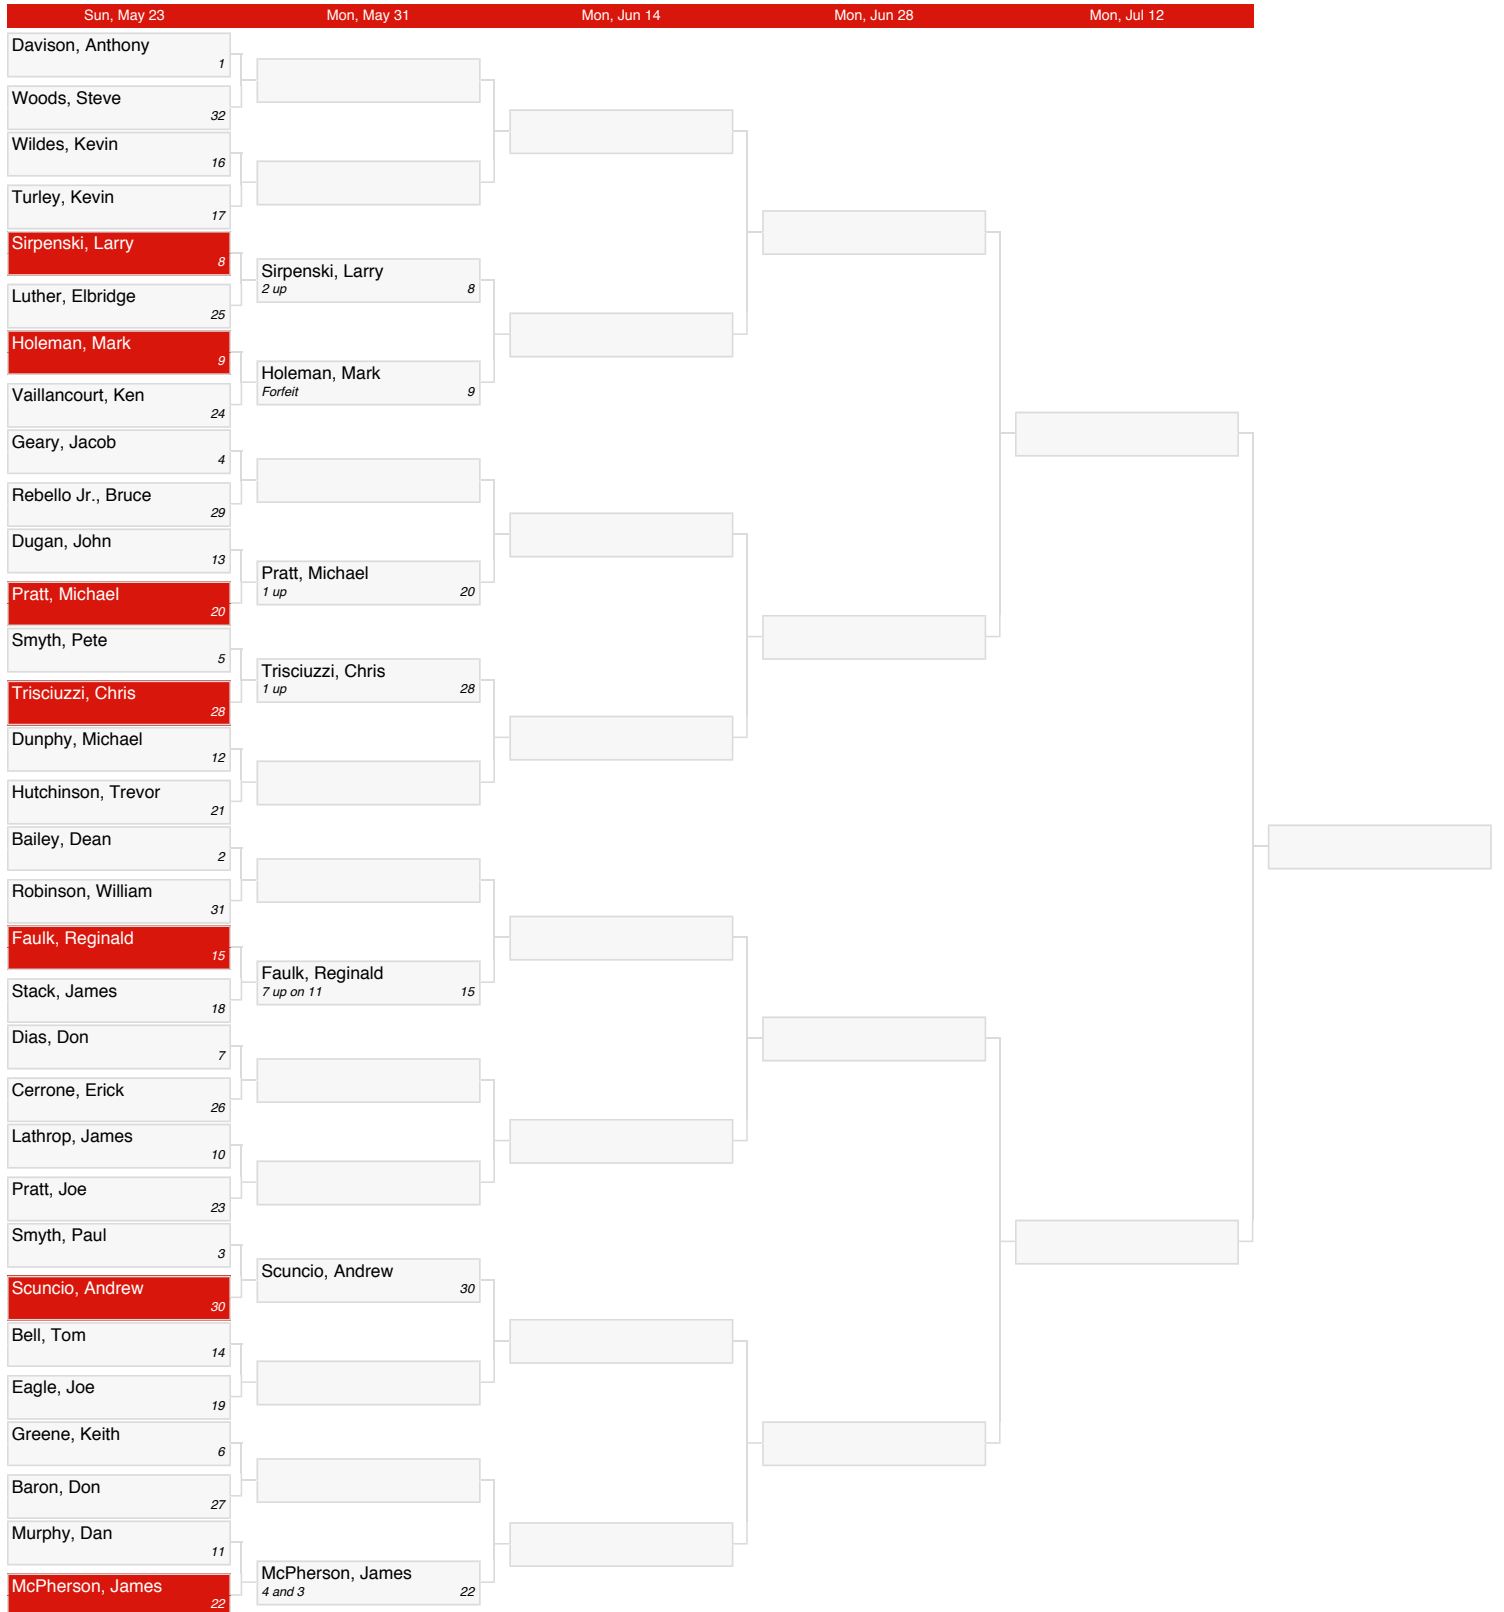 Sun, May 23
Mon, May 31
Mon, Jun 14
Mon, Jun 28
Mon, Jul 12
Davison, Anthony
1
Woods, Steve
32
Wildes, Kevin
16
Turley, Kevin
17
Sirpenski, Larry
8
Luther, Elbridge
25
Holeman, Mark
9
Vaillancourt, Ken
24
Geary, Jacob
4
Rebello Jr., Bruce
29
Dugan, John
13
Pratt, Michael
20
Smyth, Pete
5
Trisciuzzi, Chris
28
Dunphy, Michael
12
Hutchinson, Trevor
21
Bailey, Dean
2
Robinson, William
31
Faulk, Reginald
15
Stack, James
18
Dias, Don
7
Cerrone, Erick
26
Lathrop, James
10
Pratt, Joe
23
Smyth, Paul
3
Scuncio, Andrew
30
Bell, Tom
14
Eagle, Joe
19
Greene, Keith
6
Baron, Don
27
Murphy, Dan
11
McPherson, James
22
Sirpenski, Larry
2 up 8
Holeman, Mark
Forfeit 9
Pratt, Michael
1 up 20
Trisciuzzi, Chris
1 up 28
Faulk, Reginald
7 up on 11 15
Scuncio, Andrew
30
McPherson, James
4 and 3 22